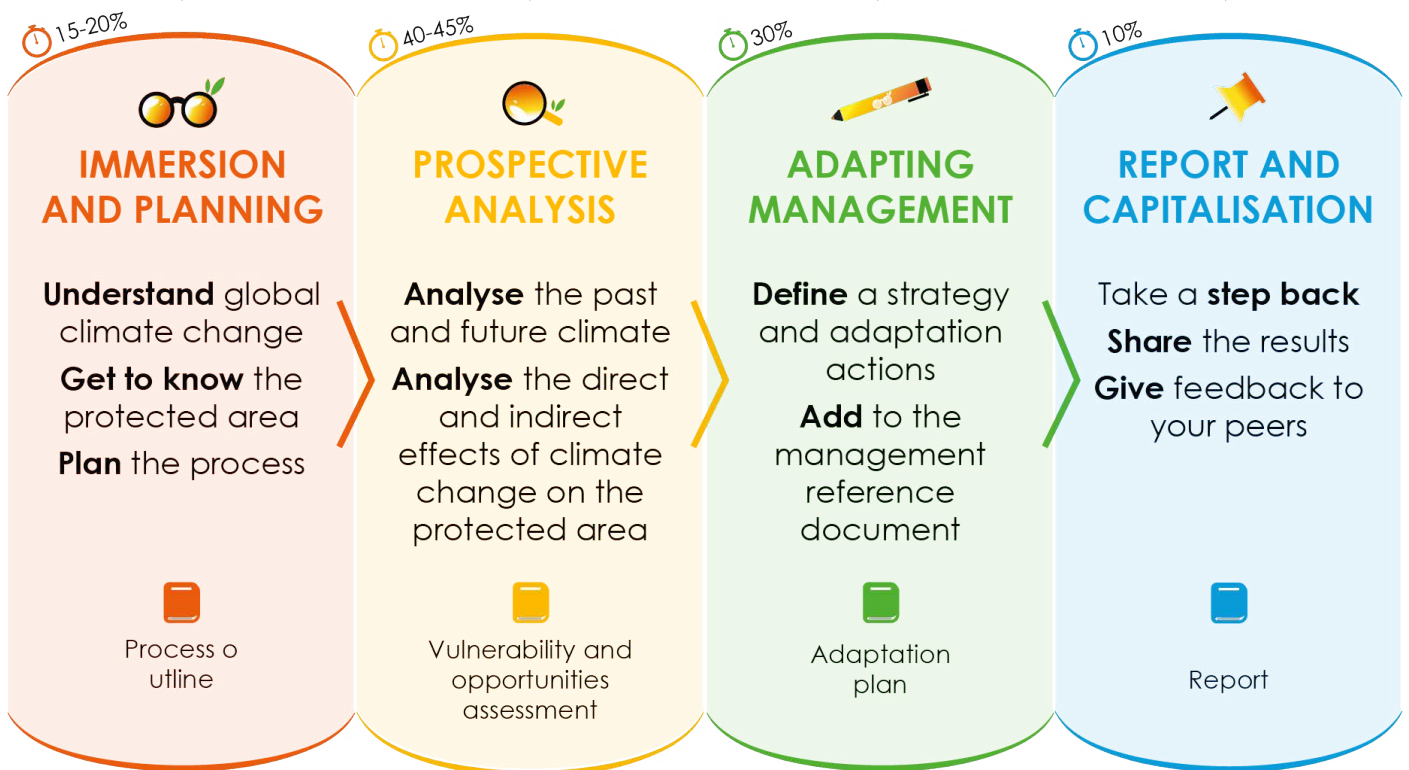 15-20%
IMMERSION
AND PLANNING
Understand global
climate change
Get to know the
protected area
Plan the process
Process o
utline
40-45%
PROSPECTIVE
ANALYSIS
Analyse the past
and future climate
Analyse the direct
and indirect
effects of climate
change on the
protected area
Vulnerability and
opportunities
assessment
30%
ADAPTING
MANAGEMENT
Define a strategy
and adaptation
actions
Add to the
management
reference
document
Adaptation
plan
10%
REPORT AND
CAPITALISATION
Take a step back
Share the results
Give feedback to
your peers
Report